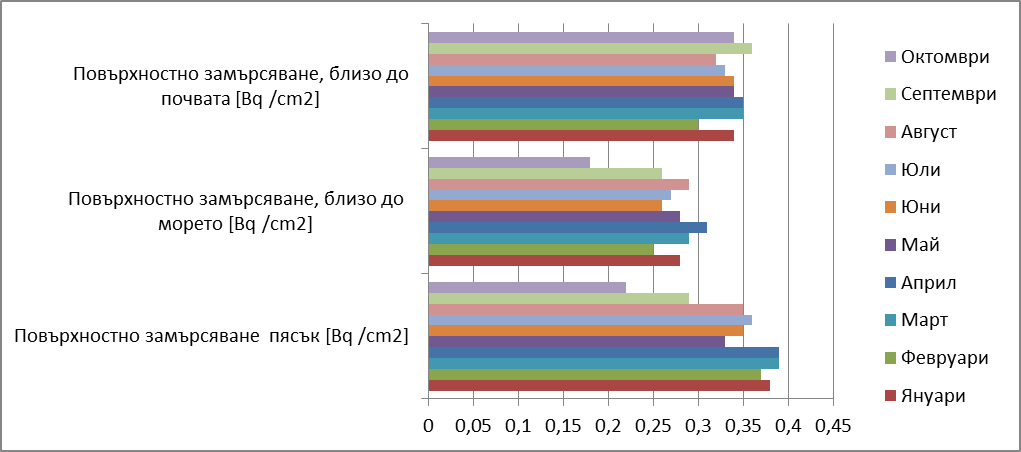 Повърхностно замърсяване, близо до
почвата [Bq /cm2]
Повърхностно замърсяване, близо до
морето [Bq /cm2]
Повърхностно замърсяване  пясък [Bq /cm2]
0 0,05 0,1 0,15 0,2 0,25 0,3 0,35 0,4 0,45
Октомври
Септември
Август
Юли
Юни
Май
Април
Март
Февруари
Януари